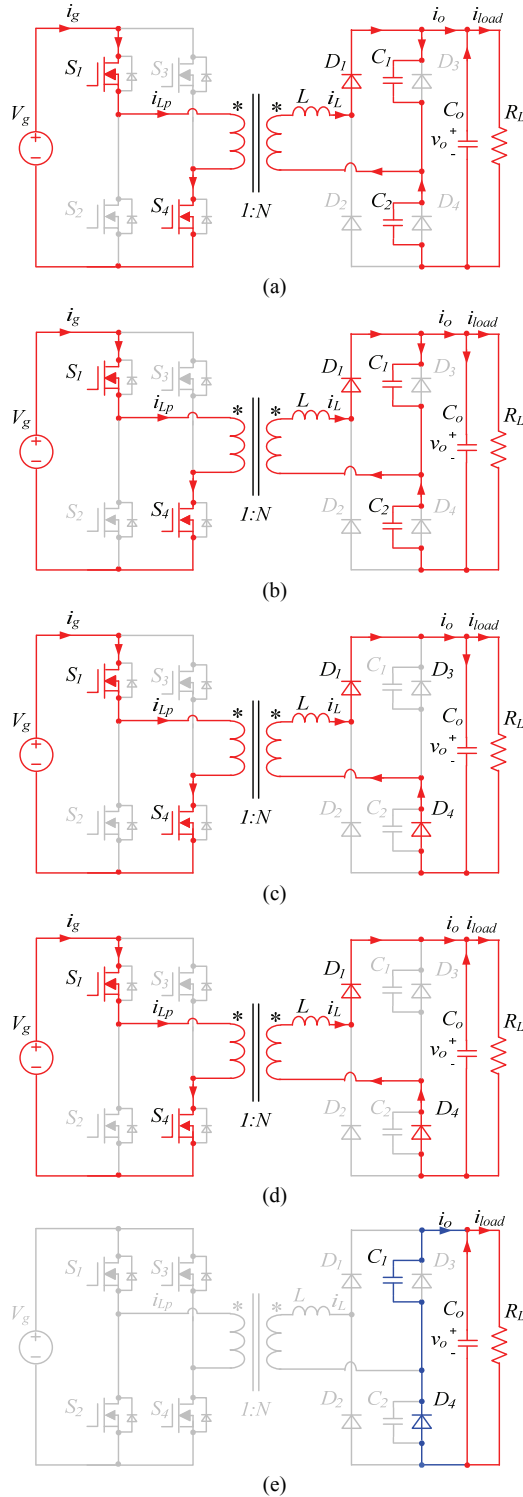 i_g i_o i_load
S_1 S_3 D_1 C_1 D_3
i_Lp * * L i_L C_o R_L
V_g + - v_o + -
S_2 S_4 1:N D_2 C_2 D_4
(a)
i_g i_o i_load
S_1 S_3 D_1 C_1 D_3
i_Lp * * L i_L C_o R_L
V_g + - v_o + -
S_2 S_4 1:N D_2 C_2 D_4
(b)
i_g i_o i_load
S_1 S_3 D_1 C_1 D_3
i_Lp * * L i_L C_o R_L
V_g + - v_o + -
S_2 S_4 1:N D_2 C_2 D_4
(c)
i_g i_o i_load
S_1 S_3 D_1 C_1 D_3
i_Lp * * L i_L C_o R_L
V_g + - v_o + -
S_2 S_4 1:N D_2 C_2 D_4
(d)
i_o i_load
S_1 S_3 D_1 C_1 D_3
i_Lp * * L i_L C_o R_L
V_g + - v_o + -
S_2 S_4 1:N D_2 C_2 D_4
(e)